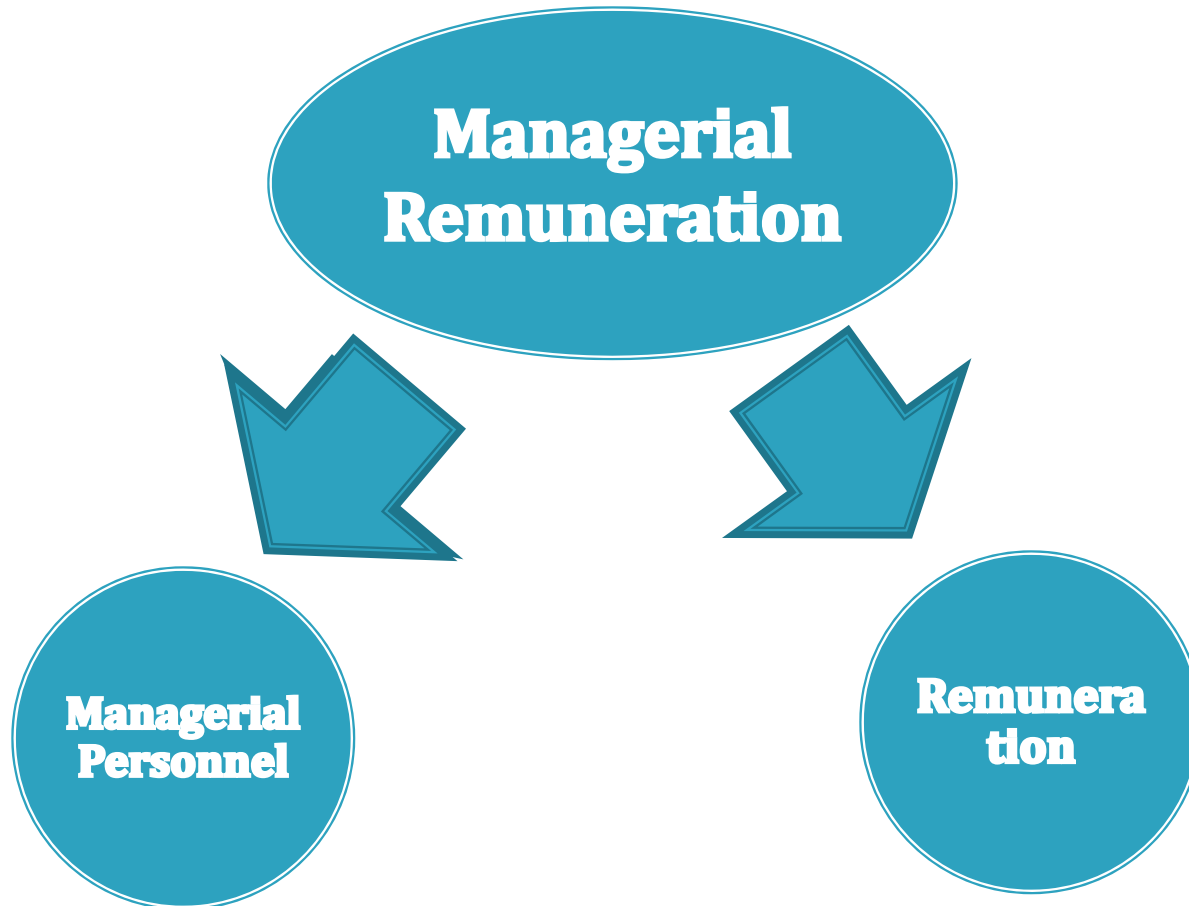 Managerial
Remuneration
Managerial
Personnel
Remunera
tion